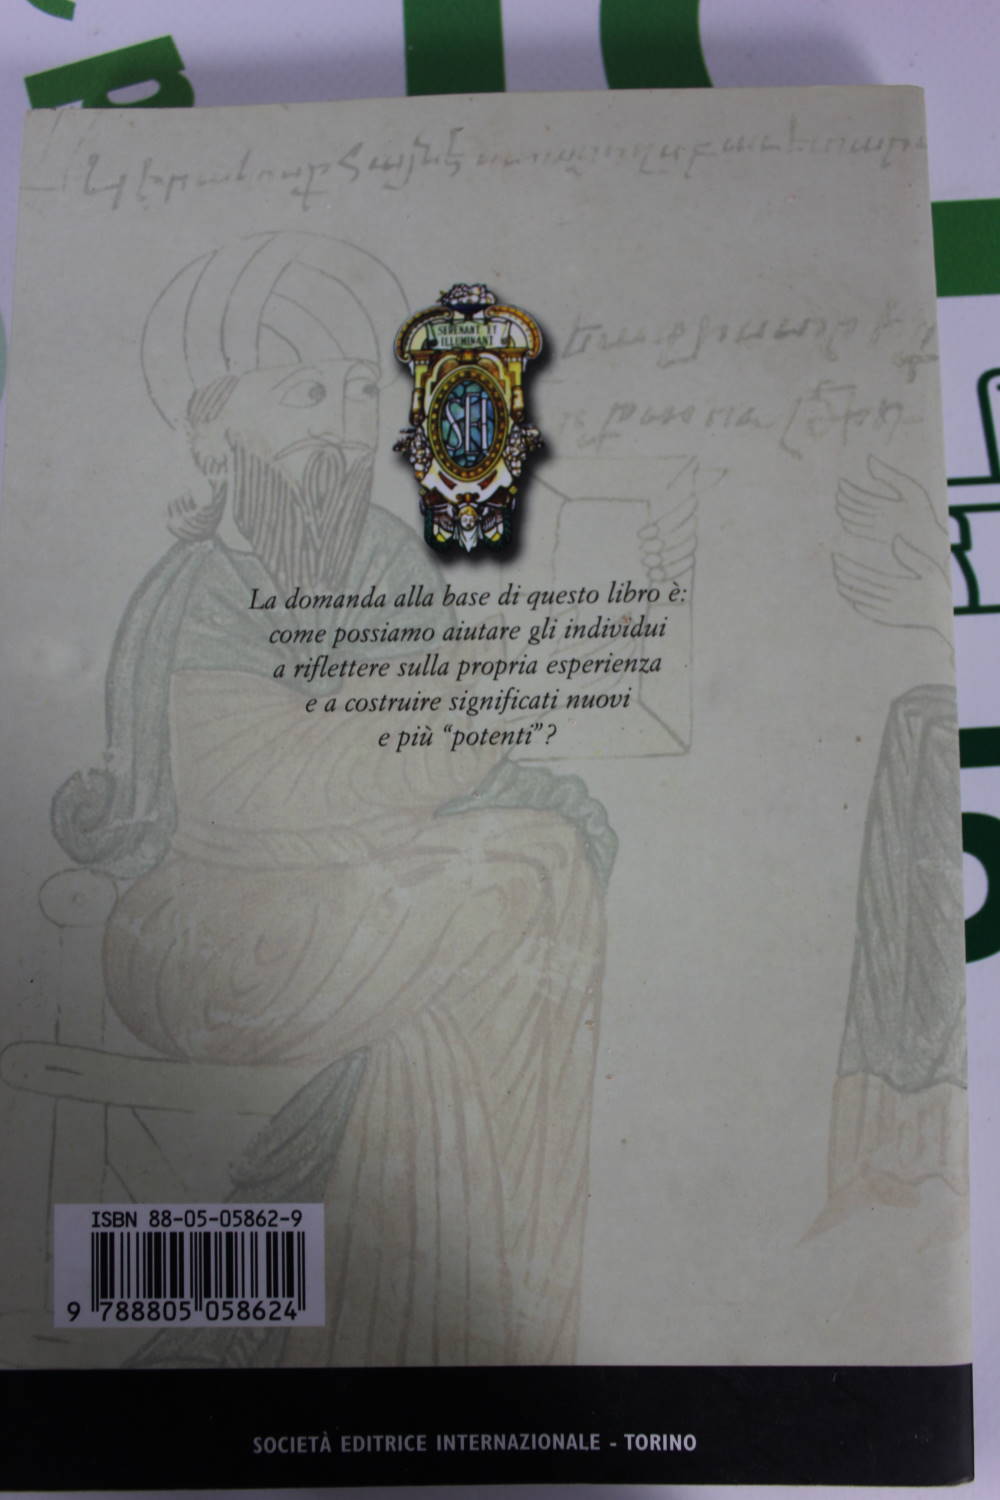 SERENANT ET
ILLUMINANT
SEI
La domanda alla base di questo libro è:
come possiamo aiutare gli individui
a riflettere sulla propria esperienza
e a costruire significati nuovi
e più “potenti”?
ISBN 88-05-05862-9
9 788805 058624
SOCIETÀ EDITRICE INTERNAZIONALE - TORINO